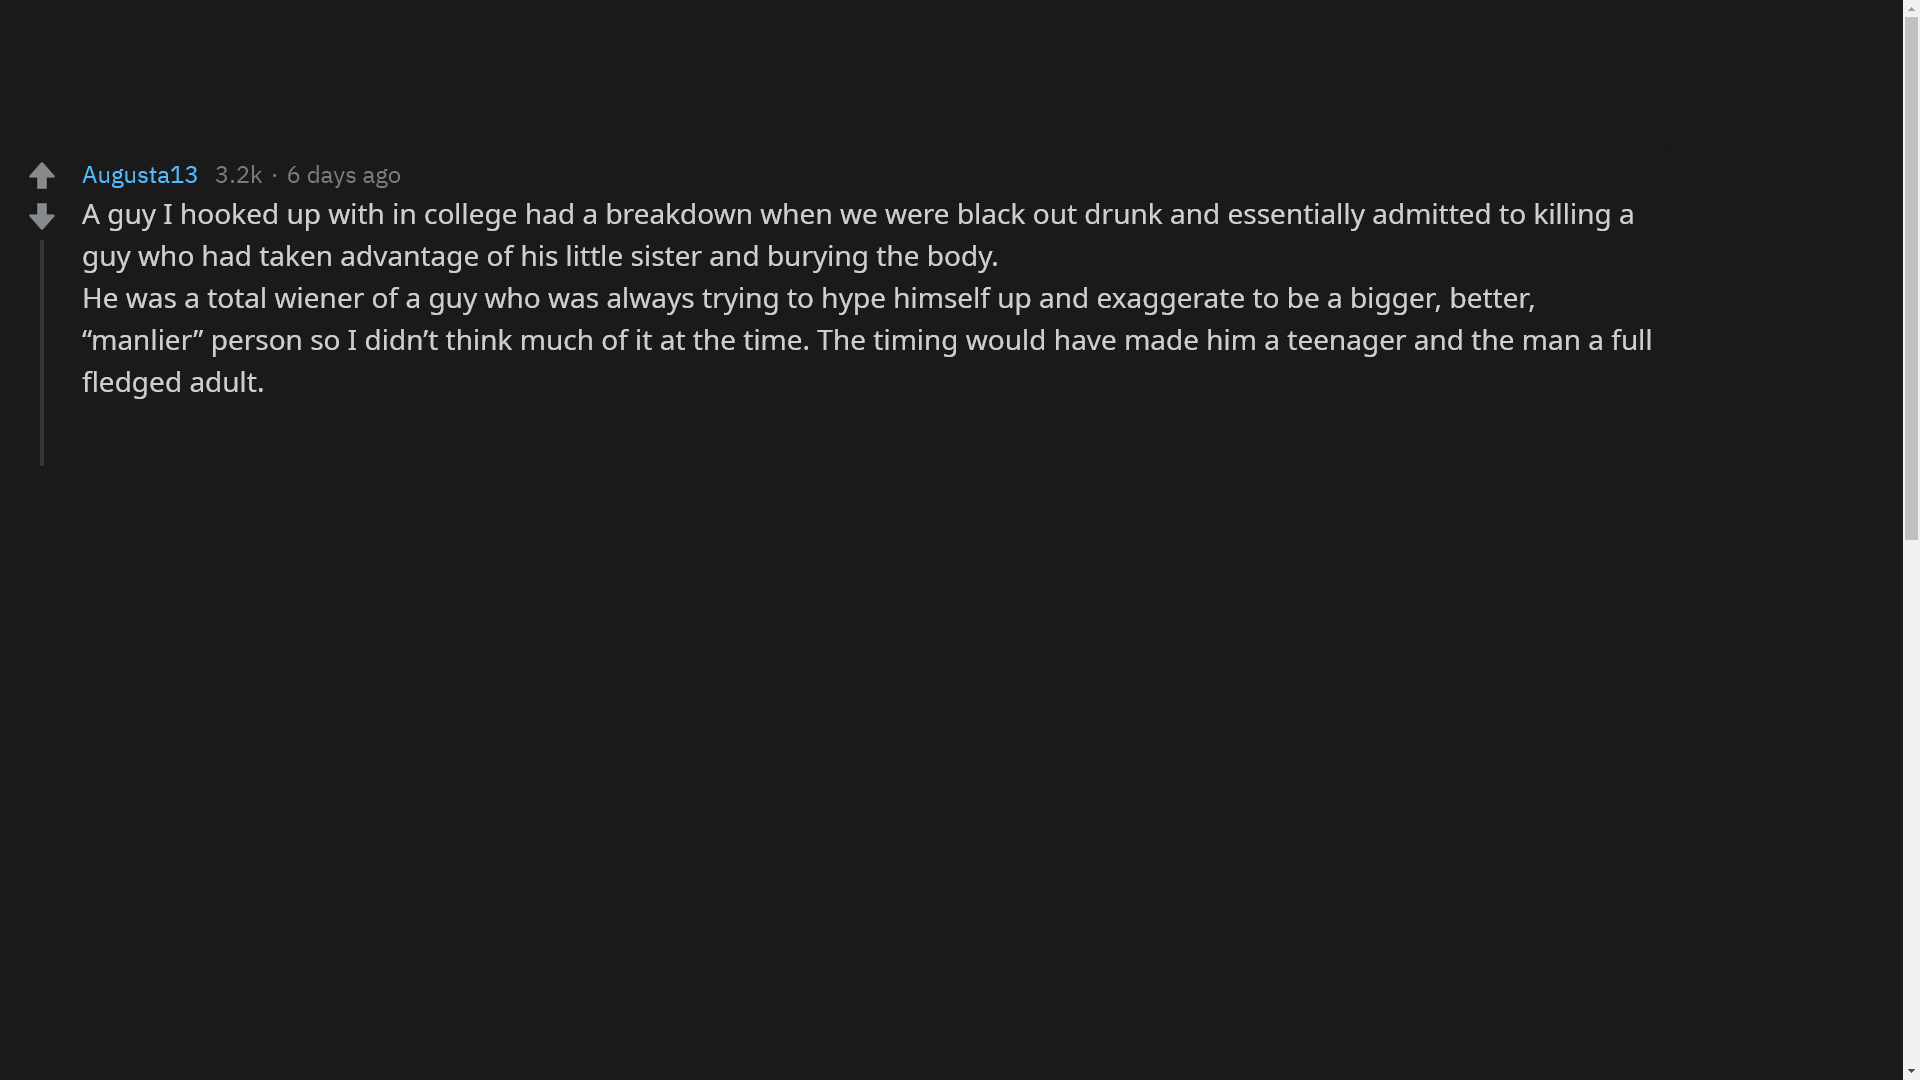 Augusta13 3.2k · 6 days ago
A guy I hooked up with in college had a breakdown when we were black out drunk and essentially admitted to killing a
guy who had taken advantage of his little sister and burying the body.
He was a total wiener of a guy who was always trying to hype himself up and exaggerate to be a bigger, better,
“manlier” person so I didn’t think much of it at the time. The timing would have made him a teenager and the man a full
fledged adult.